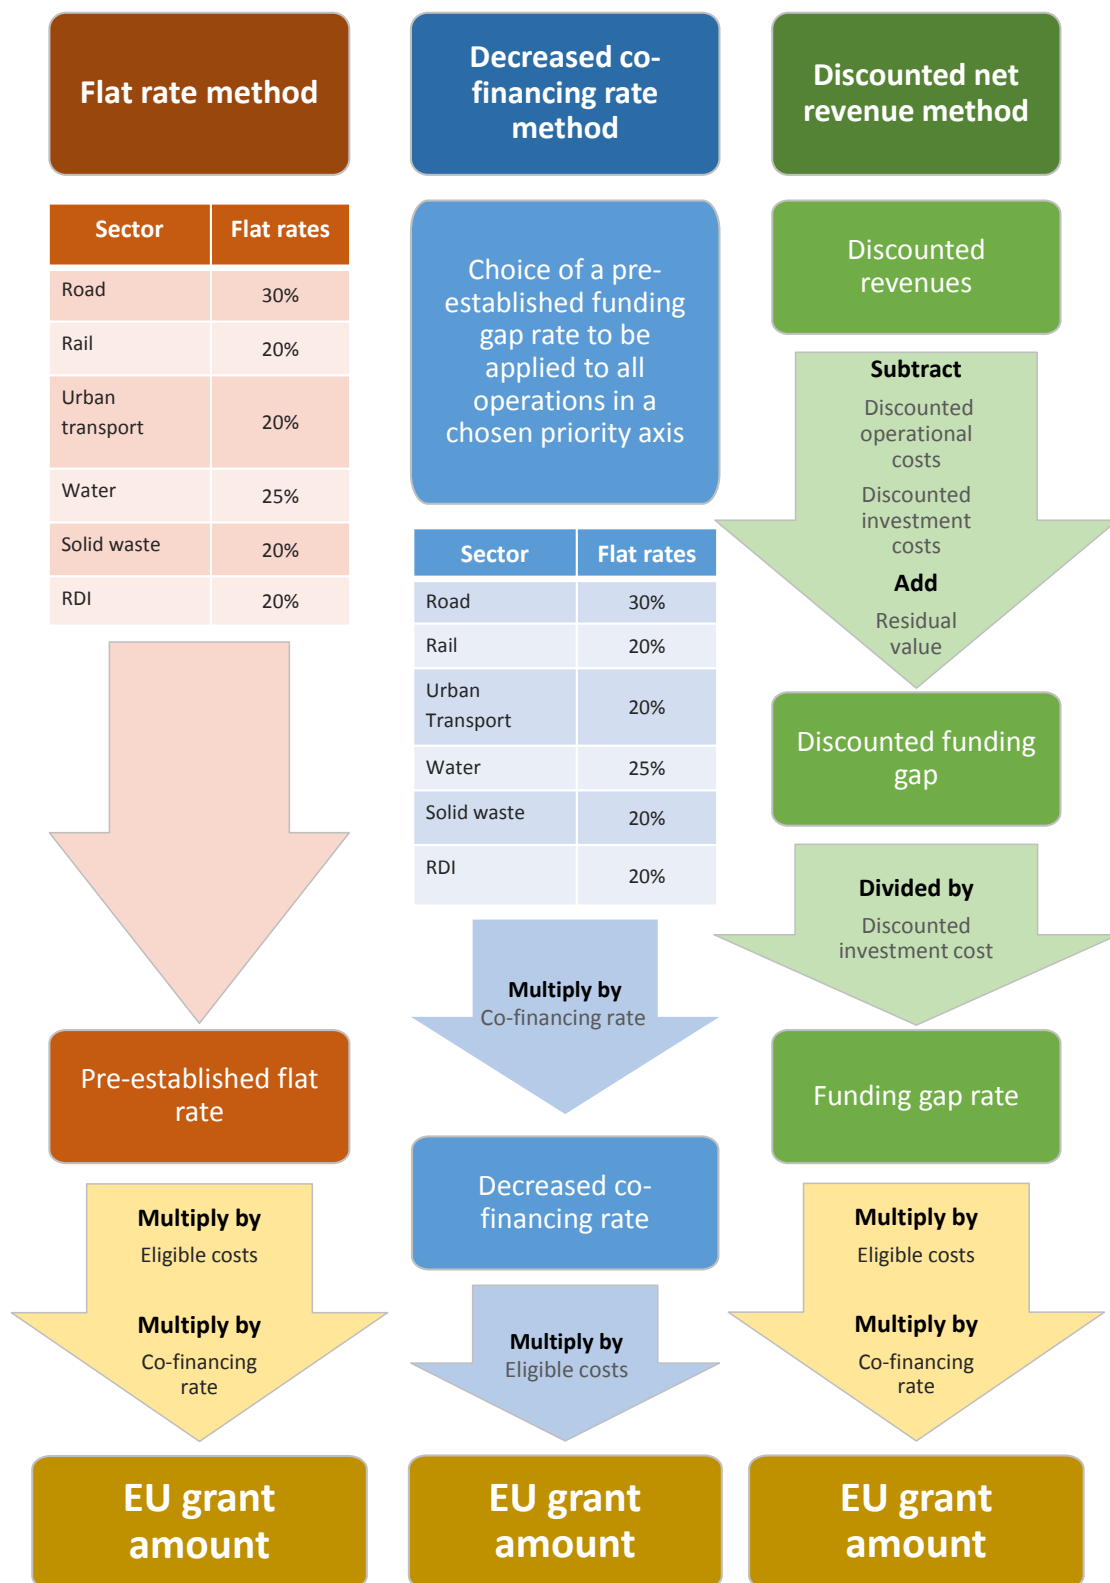 Flat rate method
Sector Flat rates
Road 30%
Rail 20%
Urban
transport 20%
Water 25%
Solid waste 20%
RDI 20%
Pre-established flat
rate
Multiply by
Eligible costs
Multiply by
Co-financing
rate
EU grant
amount
Decreased co-
financing rate
method
Choice of a pre-
established funding
gap rate to be
applied to all
operations in a
chosen priority axis
Sector Flat rates
Road 30%
Rail 20%
Urban
Transport 20%
Water 25%
Solid waste 20%
RDI 20%
Multiply by
Co-financing rate
Decreased co-
financing rate
Multiply by
Eligible costs
EU grant
amount
Discounted net
revenue method
Discounted
revenues
Subtract
Discounted
operational
costs
Discounted
investment
costs
Add
Residual
value
Discounted funding
gap
Divided by
Discounted
investment cost
Funding gap rate
Multiply by
Eligible costs
Multiply by
Co-financing
rate
EU grant
amount